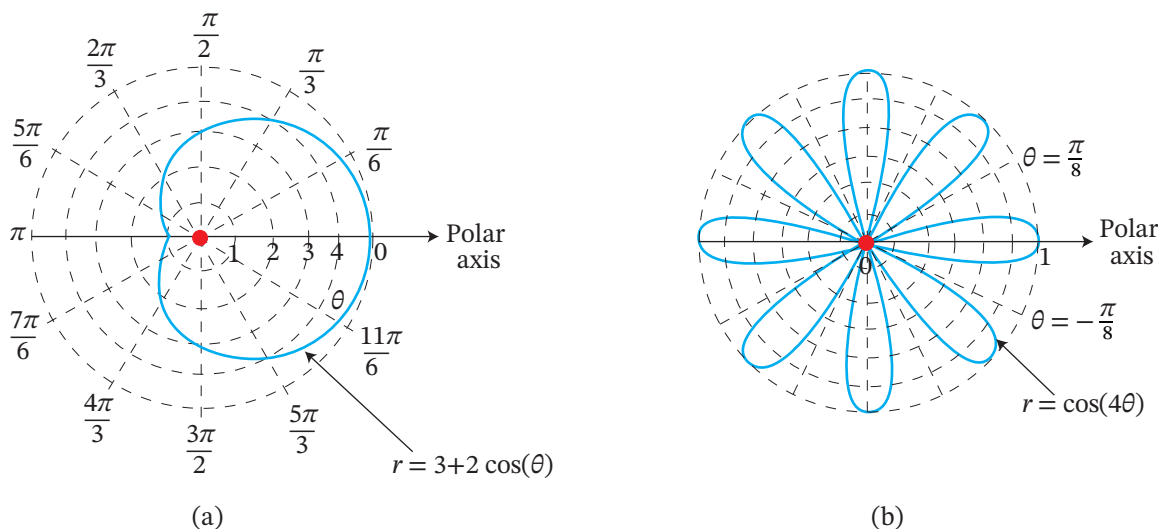 π/2
2π/3
π/3
5π/6
π/6
π
1 2 3 4 0
Polar
axis
θ
7π/6
11π/6
4π/3
5π/3
3π/2
r = 3+2 cos(θ)
(a)
θ = π/8
0
1
Polar
axis
θ = −π/8
r = cos(4θ)
(b)